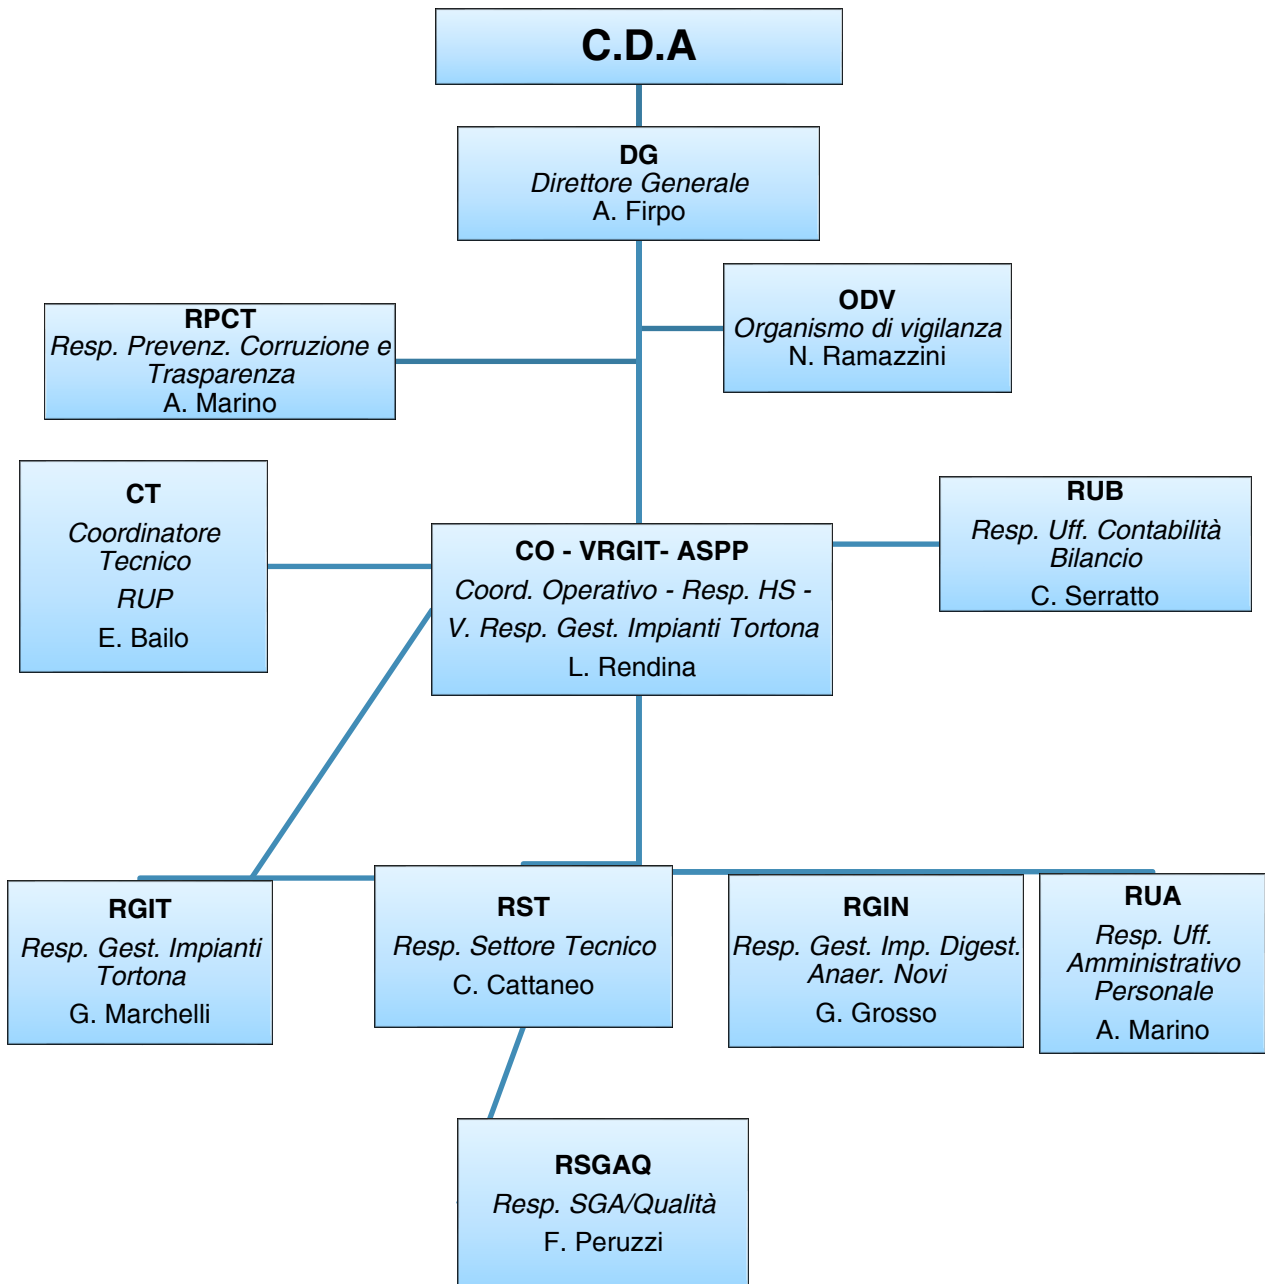 C.D.A
DG
Direttore Generale
A. Firpo
ODV
Organismo di vigilanza
N. Ramazzini
RPCT
Resp. Prevenz. Corruzione e
Trasparenza
A. Marino
CT
Coordinatore
Tecnico
RUP
E. Bailo
CO - VRGIT- ASPP
Coord. Operativo - Resp. HS -
V. Resp. Gest. Impianti Tortona
L. Rendina
RUB
Resp. Uff. Contabilità
Bilancio
C. Serratto
RGIT
Resp. Gest. Impianti
Tortona
G. Marchelli
RST
Resp. Settore Tecnico
C. Cattaneo
RGIN
Resp. Gest. Imp. Digest.
Anaer. Novi
G. Grosso
RUA
Resp. Uff.
Amministrativo
Personale
A. Marino
RSGAQ
Resp. SGA/Qualità
F. Peruzzi